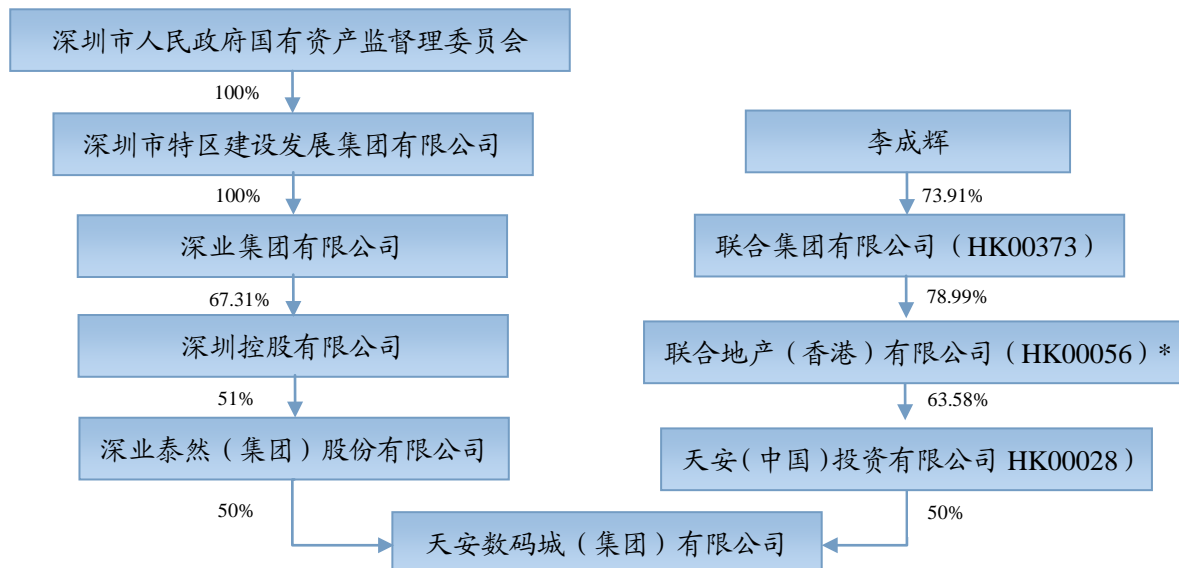 深圳市人民政府国有资产监督理委员会
100%
深圳市特区建设发展集团有限公司
100%
深业集团有限公司
67.31%
深圳控股有限公司
51%
深业泰然（集团）股份有限公司
50%
李成辉
73.91%
联合集团有限公司（HK00373）
78.99%
联合地产（香港）有限公司（HK00056）*
63.58%
天安（中国）投资有限公司 HK00028）
50%
天安数码城（集团）有限公司